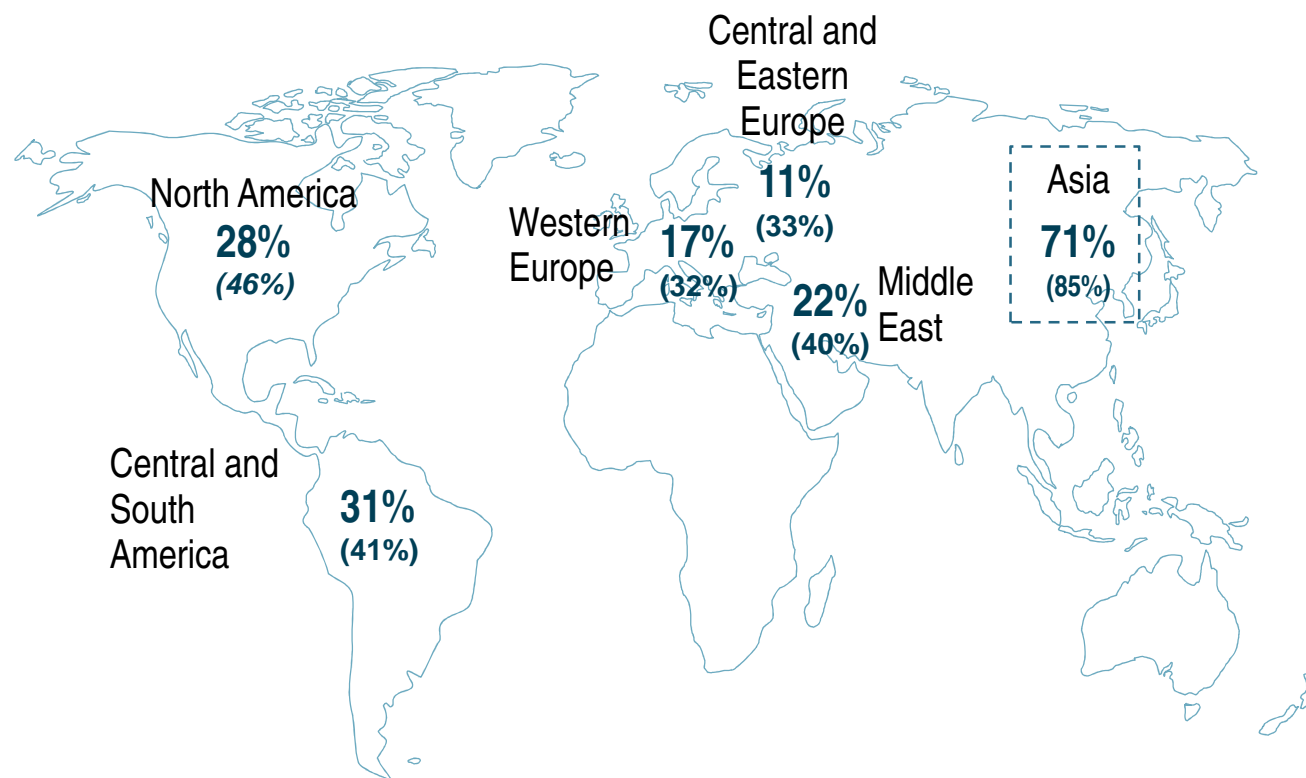 Central and
Eastern
Europe
11%
(33%)
North America
28%
(46%)
Western
Europe
17%
(32%)
Asia
71%
(85%)
Middle
East
22%
(40%)
Central and
South
America
31%
(41%)